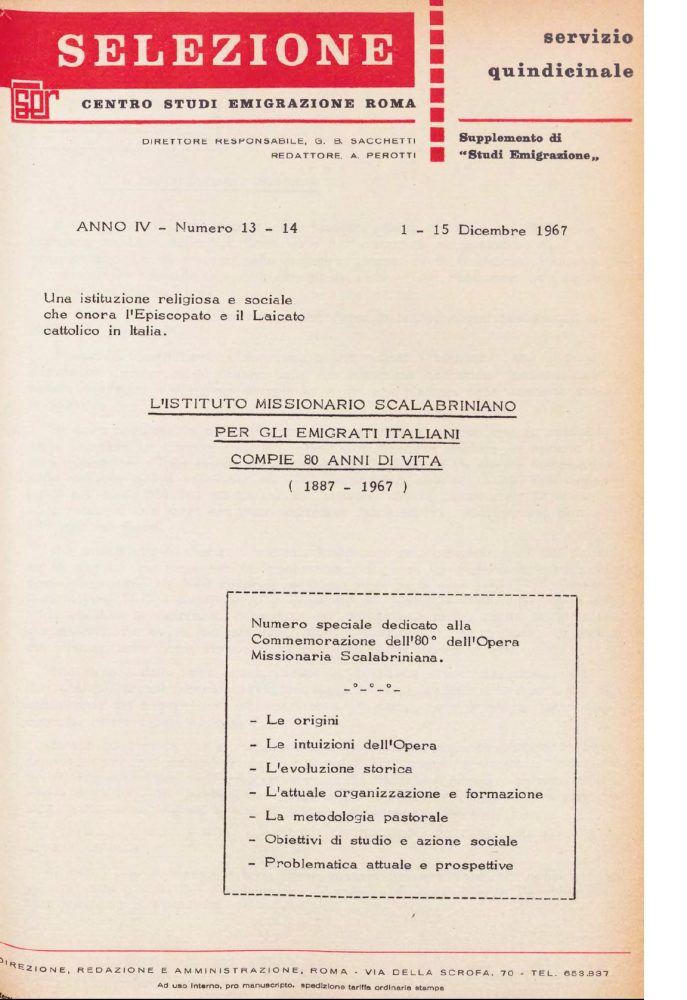 SELEZIONE
servizio
quindicinale
CENTRO STUDI EMIGRAZIONE ROMA
DIRETTORE RESPONSABILE, G. B. SACCHETTI
REDATTORE, A. PEROTTI
Supplemento di
“Studi Emigrazione„
ANNO IV - Numero 13 - 14
1 - 15 Dicembre 1967
Una istituzione religiosa e sociale
che onora l'Episcopato e il Laicato
cattolico in Italia.
L'ISTITUTO MISSIONARIO SCALABRINIANO
PER GLI EMIGRATI ITALIANI
COMPIE 80 ANNI DI VITA
( 1887 - 1967 )
Numero speciale dedicato alla
Commemorazione dell'80° dell'Opera
Missionaria Scalabriniana.
-°-°-°-
- Le origini
- Le intuizioni dell'Opera
- L'evoluzione storica
- L'attuale organizzazione e formazione
- La metodologia pastorale
- Obiettivi di studio e azione sociale
- Problematica attuale e prospettive
DIREZIONE, REDAZIONE E AMMINISTRAZIONE, ROMA - VIA DELLA SCROFA, 70 - TEL.
Ad uso interno, pro manuscripto, spedizione tariffa ordinaria stampe